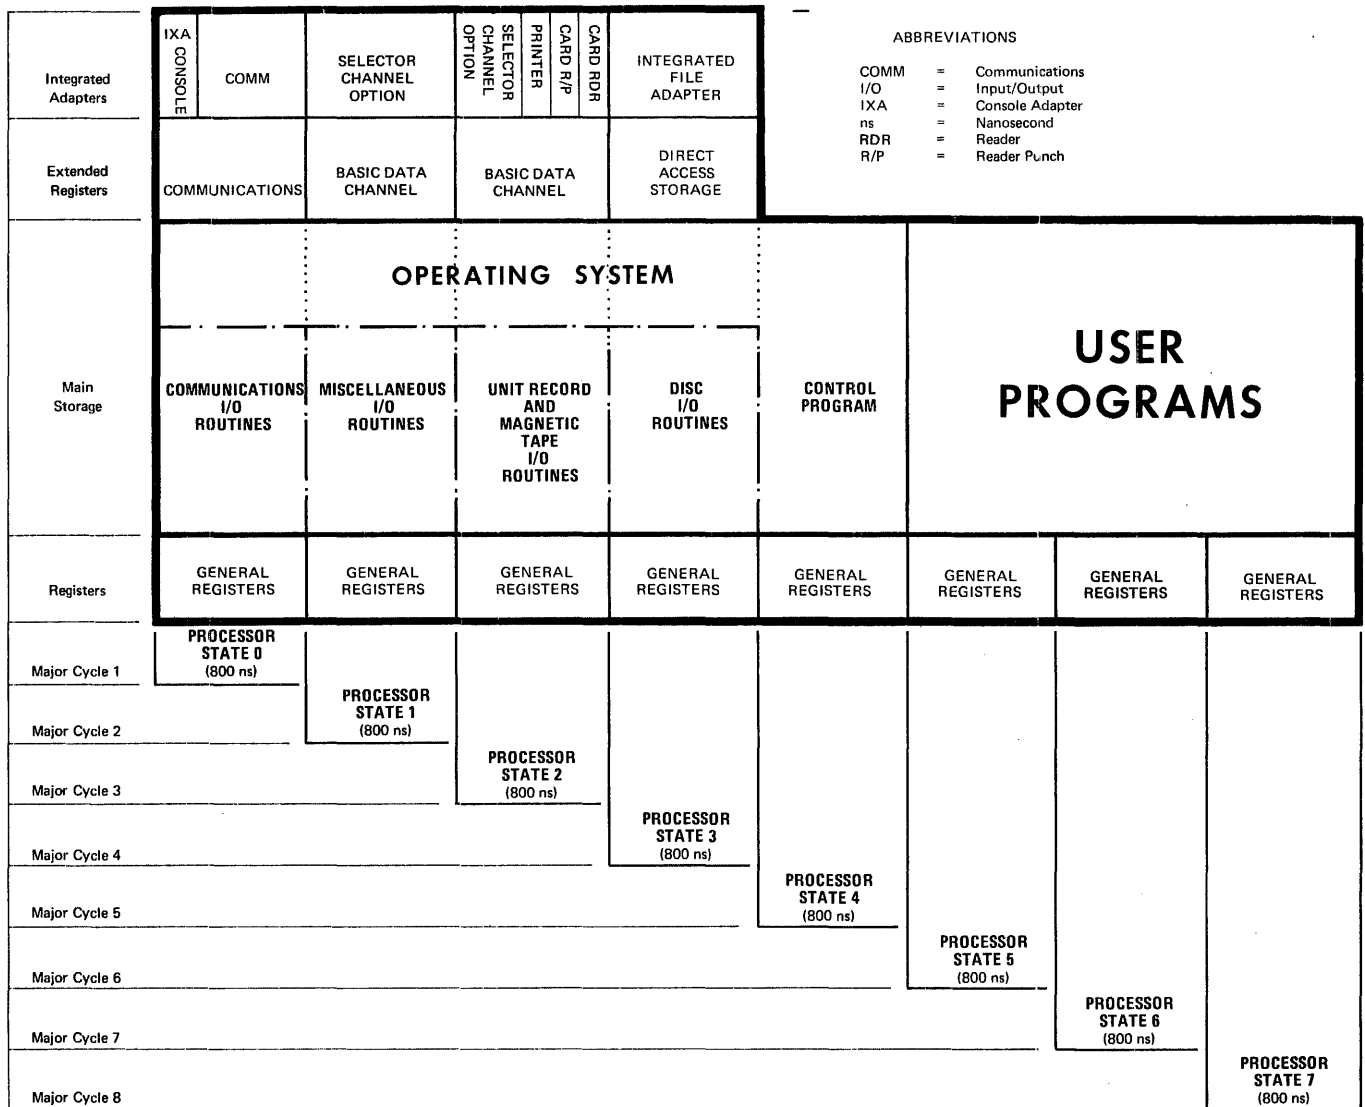 Integrated
Adapters
IXA CONSOLE
COMM
SELECTOR
CHANNEL
OPTION
SELECTOR
CHANNEL
OPTION
PRINTER
CARD R/P
CARD RDR
INTEGRATED
FILE
ADAPTER
ABBREVIATIONS
COMM = Communications
I/O = Input/Output
IXA = Console Adapter
ns = Nanosecond
RDR = Reader
R/P = Reader Punch
Extended
Registers
COMMUNICATIONS
BASIC DATA
CHANNEL
BASIC DATA
CHANNEL
DIRECT
ACCESS
STORAGE
OPERATING SYSTEM
Main
Storage
COMMUNICATIONS
I/O
ROUTINES
MISCELLANEOUS
I/O
ROUTINES
UNIT RECORD
AND
MAGNETIC
TAPE
I/O
ROUTINES
DISC
I/O
ROUTINES
CONTROL
PROGRAM
USER
PROGRAMS
Registers
GENERAL
REGISTERS
GENERAL
REGISTERS
GENERAL
REGISTERS
GENERAL
REGISTERS
GENERAL
REGISTERS
GENERAL
REGISTERS
GENERAL
REGISTERS
GENERAL
REGISTERS
Major Cycle 1
PROCESSOR
STATE 0
(800 ns)
Major Cycle 2
PROCESSOR
STATE 1
(800 ns)
Major Cycle 3
PROCESSOR
STATE 2
(800 ns)
Major Cycle 4
PROCESSOR
STATE 3
(800 ns)
Major Cycle 5
PROCESSOR
STATE 4
(800 ns)
Major Cycle 6
PROCESSOR
STATE 5
(800 ns)
Major Cycle 7
PROCESSOR
STATE 6
(800 ns)
Major Cycle 8
PROCESSOR
STATE 7
(800 ns)